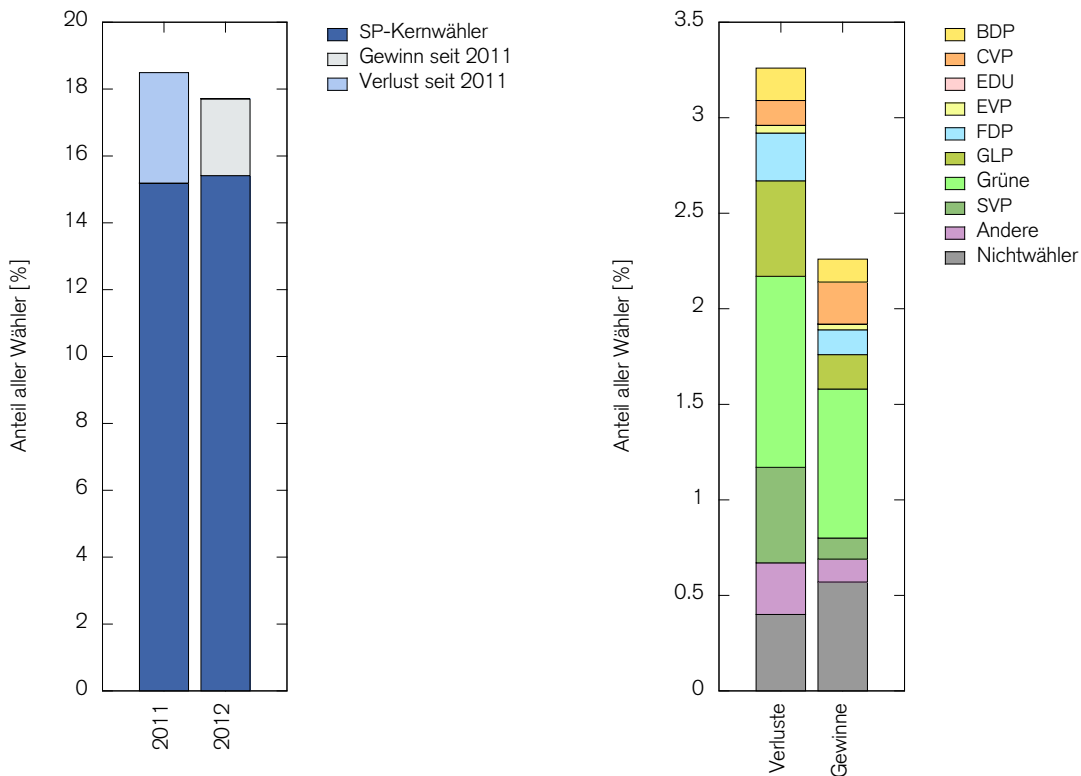 20
18
16
14
12
10
8
6
4
2
0
Anteil aller Wähler [%]
2011
2012
SP-Kernwähler
Gewinn seit 2011
Verlust seit 2011
3.5
3
2.5
2
1.5
1
0.5
0
Anteil aller Wähler [%]
Verluste
Gewinne
BDP
CVP
EDU
EVP
FDP
GLP
Grüne
SVP
Andere
Nichtwähler